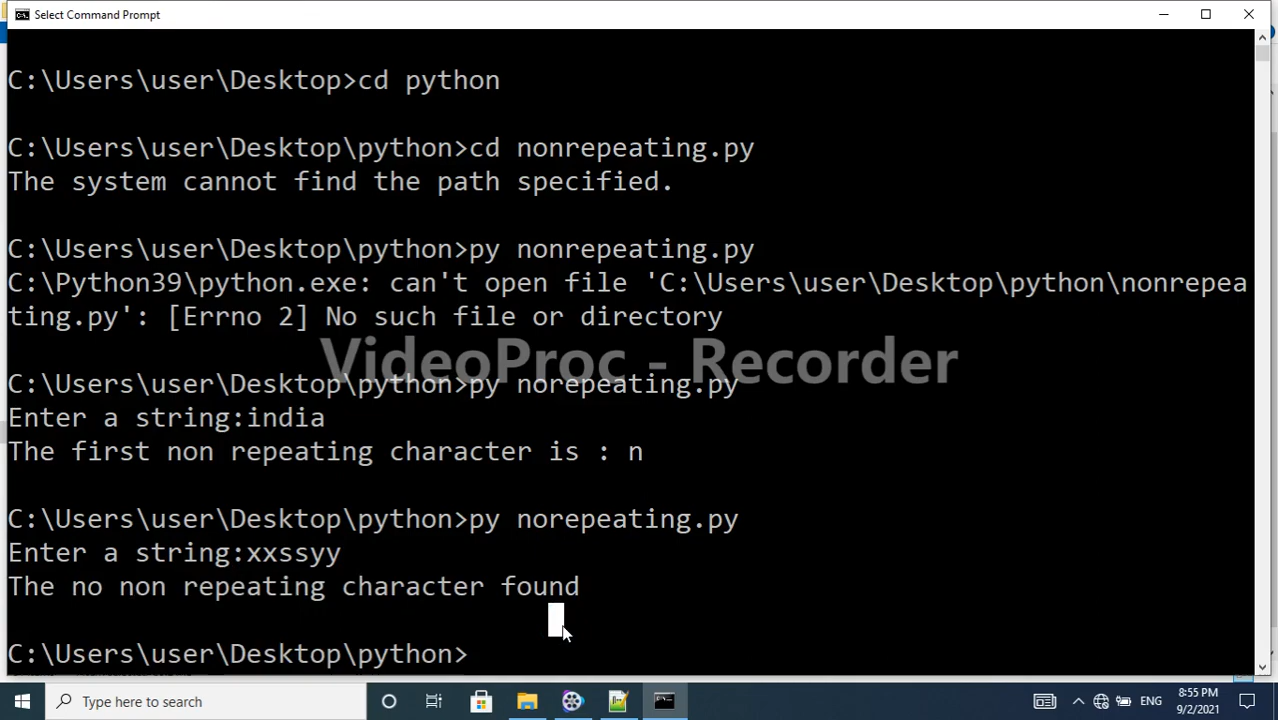 Select Command Prompt
C:\Users\user\Desktop>cd python
C:\Users\user\Desktop\python>cd nonrepeating.py
The system cannot find the path specified.
C:\Users\user\Desktop\python>py nonrepeating.py
C:\Python39\python.exe: can't open file 'C:\Users\user\Desktop\python\nonrepea
ting.py': [Errno 2] No such file or directory
VideoProc - Recorder
C:\Users\user\Desktop\python>py norepeating.py
Enter a string:india
The first non repeating character is : n
C:\Users\user\Desktop\python>py norepeating.py
Enter a string:xxssyy
The no non repeating character found
C:\Users\user\Desktop\python>
Type here to search
ENG
8:55 PM
9/2/2021